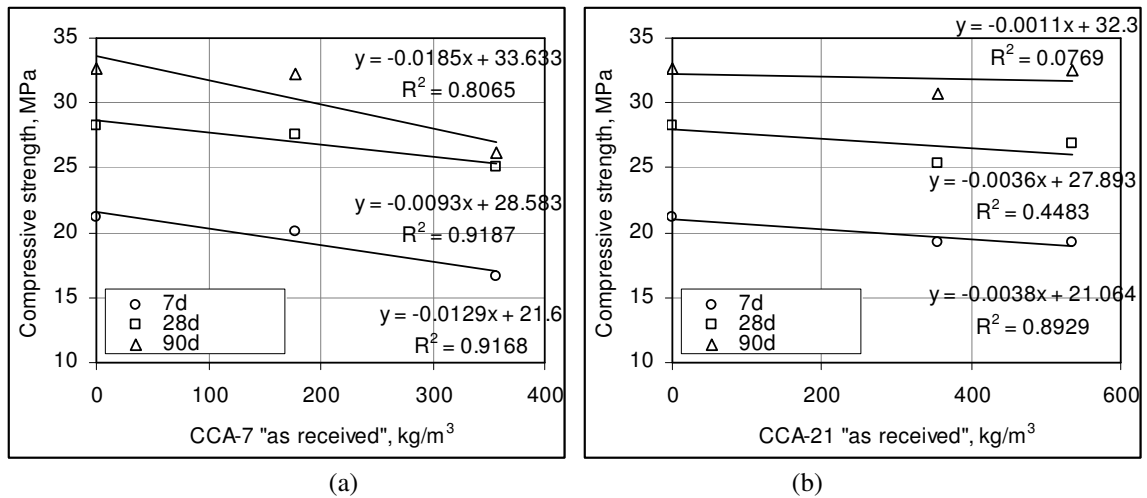 35
30
25
20
15
10
Compressive strength, MPa
y = -0.0185x + 33.633
R2 = 0.8065
y = -0.0093x + 28.583
R2 = 0.9187
y = -0.0129x + 21.6
R2 = 0.9168
7d
28d
90d
0 100 200 300 400
CCA-7 "as received", kg/m3
(a)
35
30
25
20
15
10
Compressive strength, MPa
y = -0.0011x + 32.3
R2 = 0.0769
y = -0.0036x + 27.893
R2 = 0.4483
y = -0.0038x + 21.064
R2 = 0.8929
7d
28d
90d
0 200 400 600
CCA-21 "as received", kg/m3
(b)